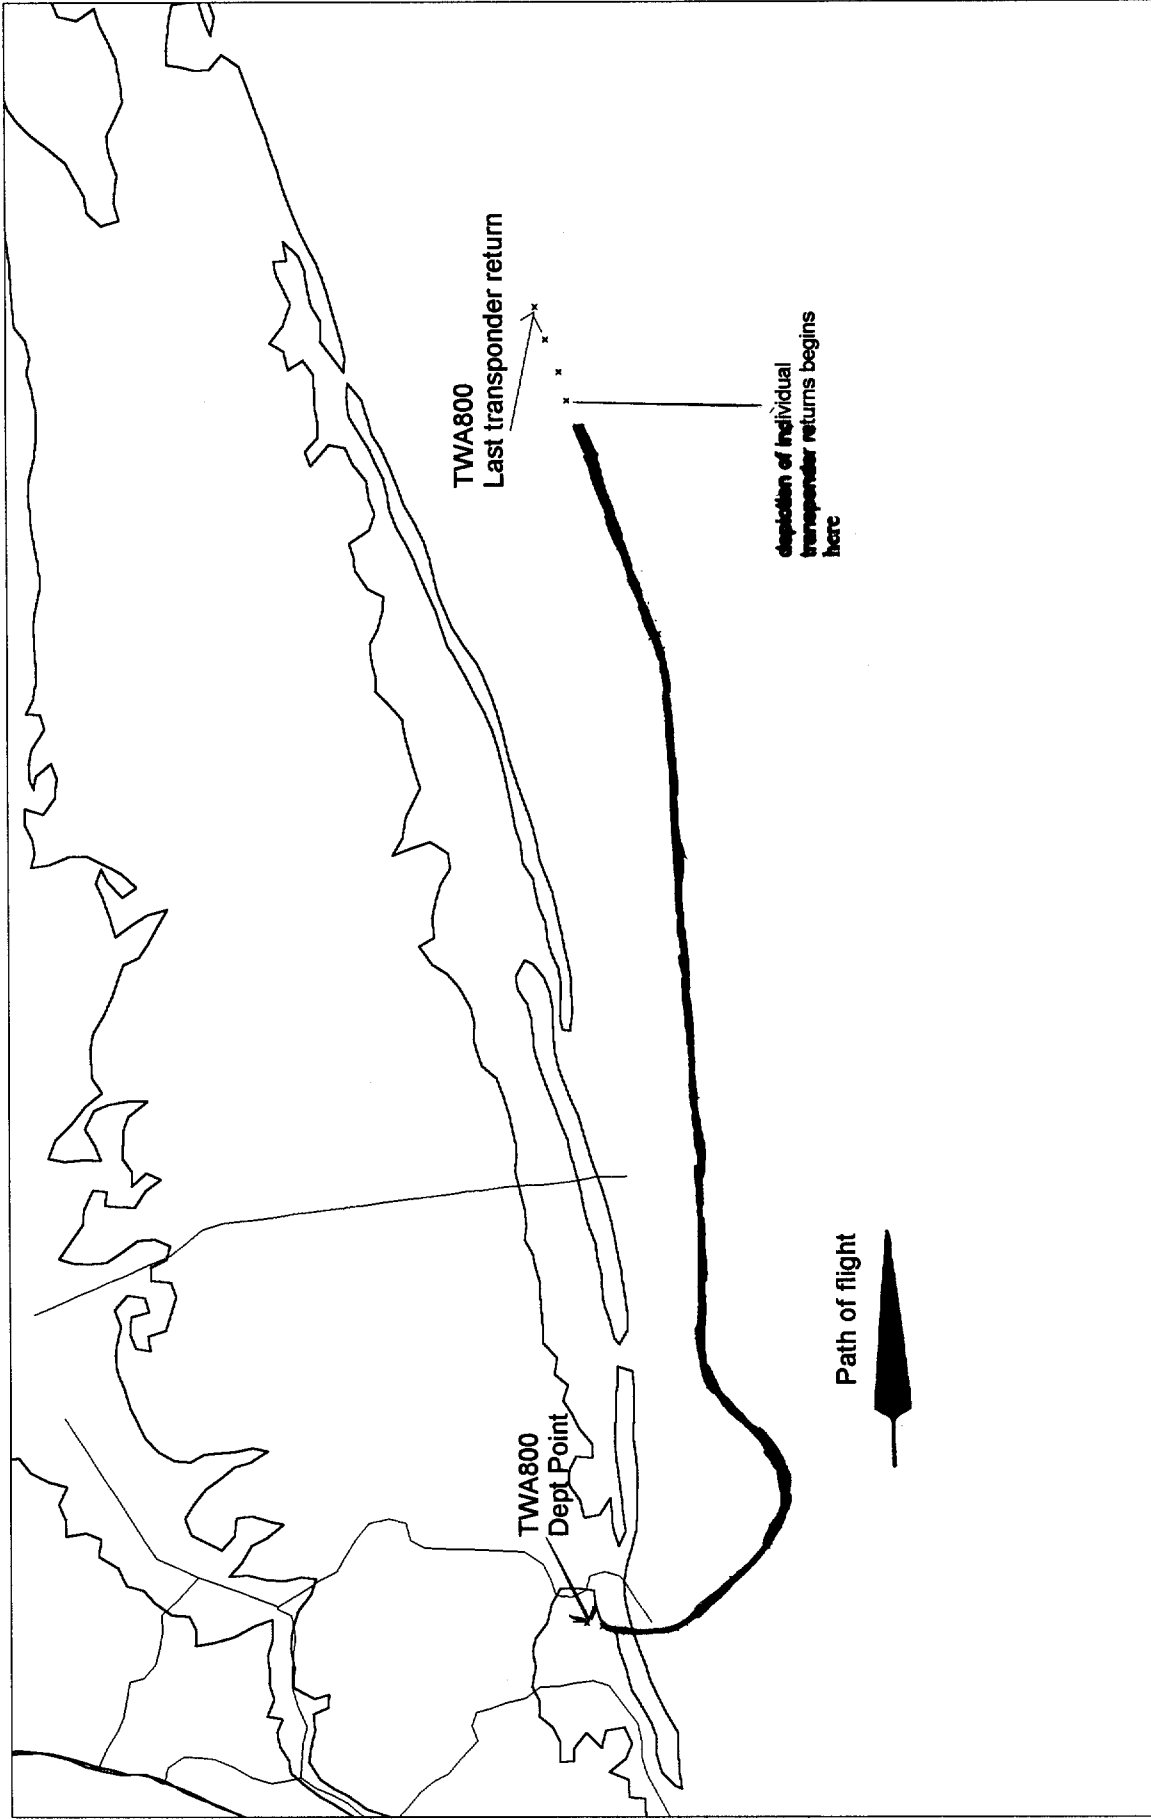 TWA800
Last transponder return
depiction of individual
transponder returns begins
here
TWA800
Dept Point
Path of flight